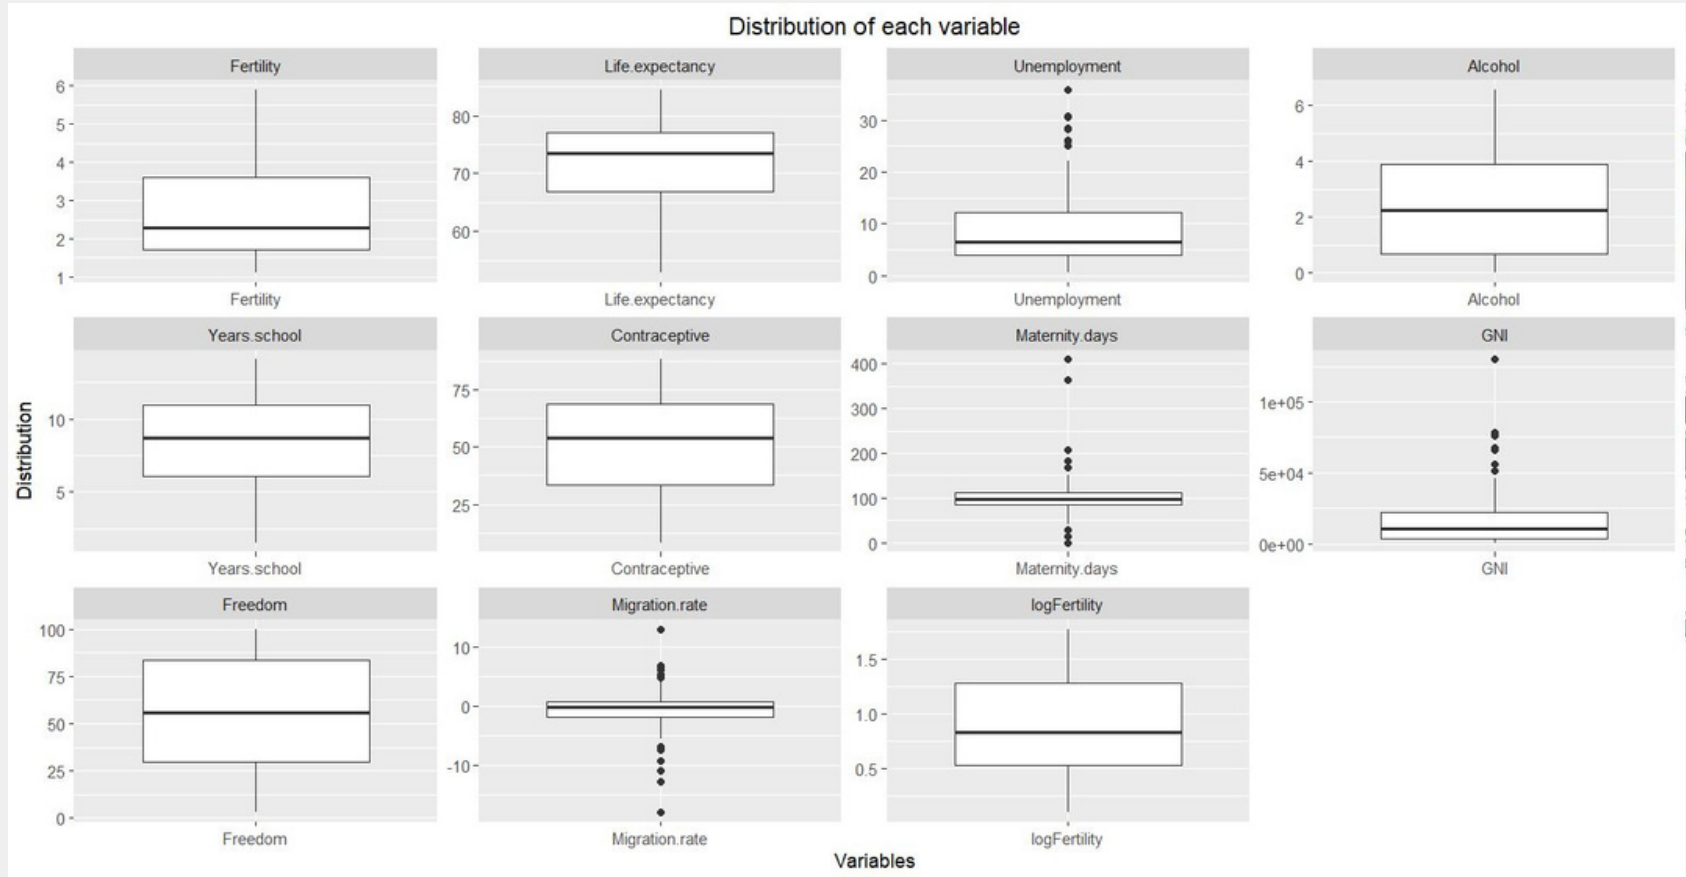 Distribution of each variable
Fertility
Life.expectancy
Unemployment
Alcohol
6
5
4
3
2
1
80
70
60
30
20
10
0
6
4
2
0
Fertility
Life.expectancy
Unemployment
Alcohol
Years.school
Contraceptive
Maternity.days
GNI
10
5
75
50
25
400
300
200
100
0
1e+05
5e+04
0e+00
Years.school
Contraceptive
Maternity.days
GNI
Distribution
Freedom
Migration.rate
logFertility
100
75
50
25
0
10
0
-10
1.5
1.0
0.5
Freedom
Migration.rate
logFertility
Variables